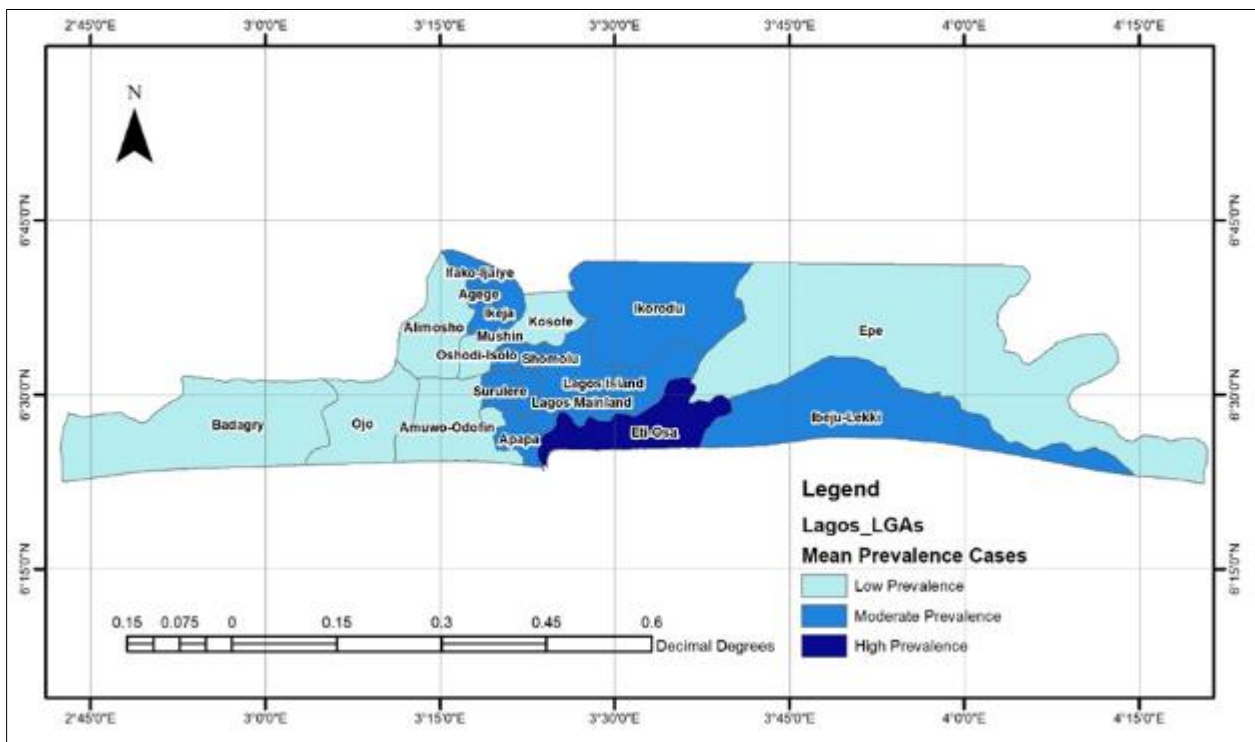 2°45'0"E 3°0'0"E 3°15'0"E 3°30'0"E 3°45'0"E 4°0'0"E 4°15'0"E
N
6°45'0"N 6°45'0"N
Ifako-Ijaiye
Agege
Ikeja
Ikorodu
Kosofe
Alimosho
Mushin
Epe
Oshodi-Isolo
Shomolu
Lagos Island
6°30'0"N 6°30'0"N
Surulere
Lagos Mainland
Ibeju-Lekki
Badagry
Ojo
Amuwo-Odofin
Eti-Osa
Apapa
Legend
Lagos_LGAs
Mean Prevalence Cases
6°15'0"N 6°15'0"N
Low Prevalence
Moderate Prevalence
High Prevalence
0.15 0.075 0 0.15 0.3 0.45 0.6
Decimal Degrees
2°45'0"E 3°0'0"E 3°15'0"E 3°30'0"E 3°45'0"E 4°0'0"E 4°15'0"E